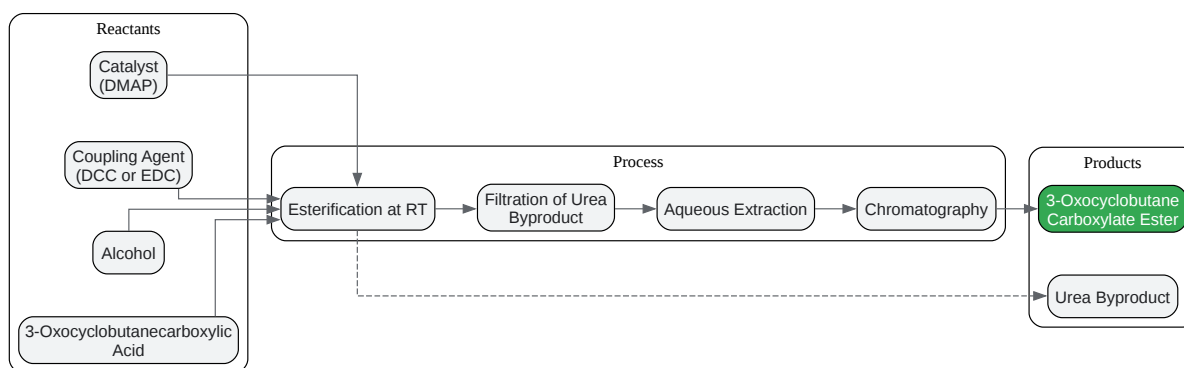 Reactants
Catalyst
(DMAP)
Coupling Agent
(DCC or EDC)
Alcohol
3-Oxocyclobutanecarboxylic
Acid
Process
Esterification at RT
Filtration of Urea
Byproduct
Aqueous Extraction
Chromatography
Products
3-Oxocyclobutane
Carboxylate Ester
Urea Byproduct